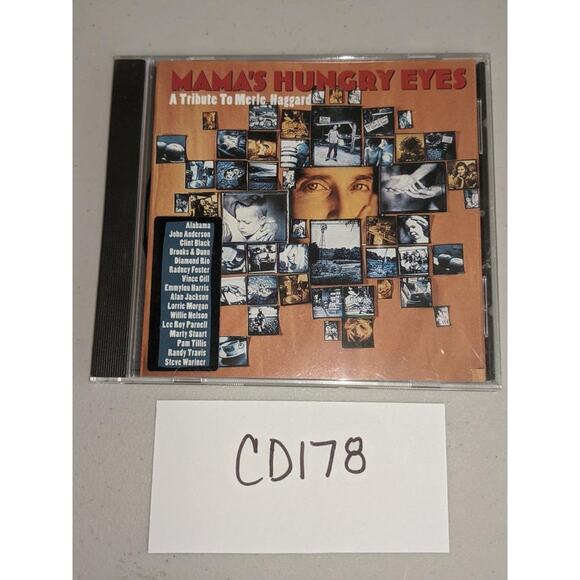 MAMA'S HUNGRY EYES
A Tribute To Merle Haggard
Alabama
John Anderson
Clint Black
Brooks & Dunn
Diamond Rio
Radney Foster
Vince Gill
Emmylou Harris
Alan Jackson
Lorrie Morgan
Willie Nelson
Lee Roy Parnell
Marty Stuart
Pam Tillis
Randy Travis
Steve Wariner
CD178